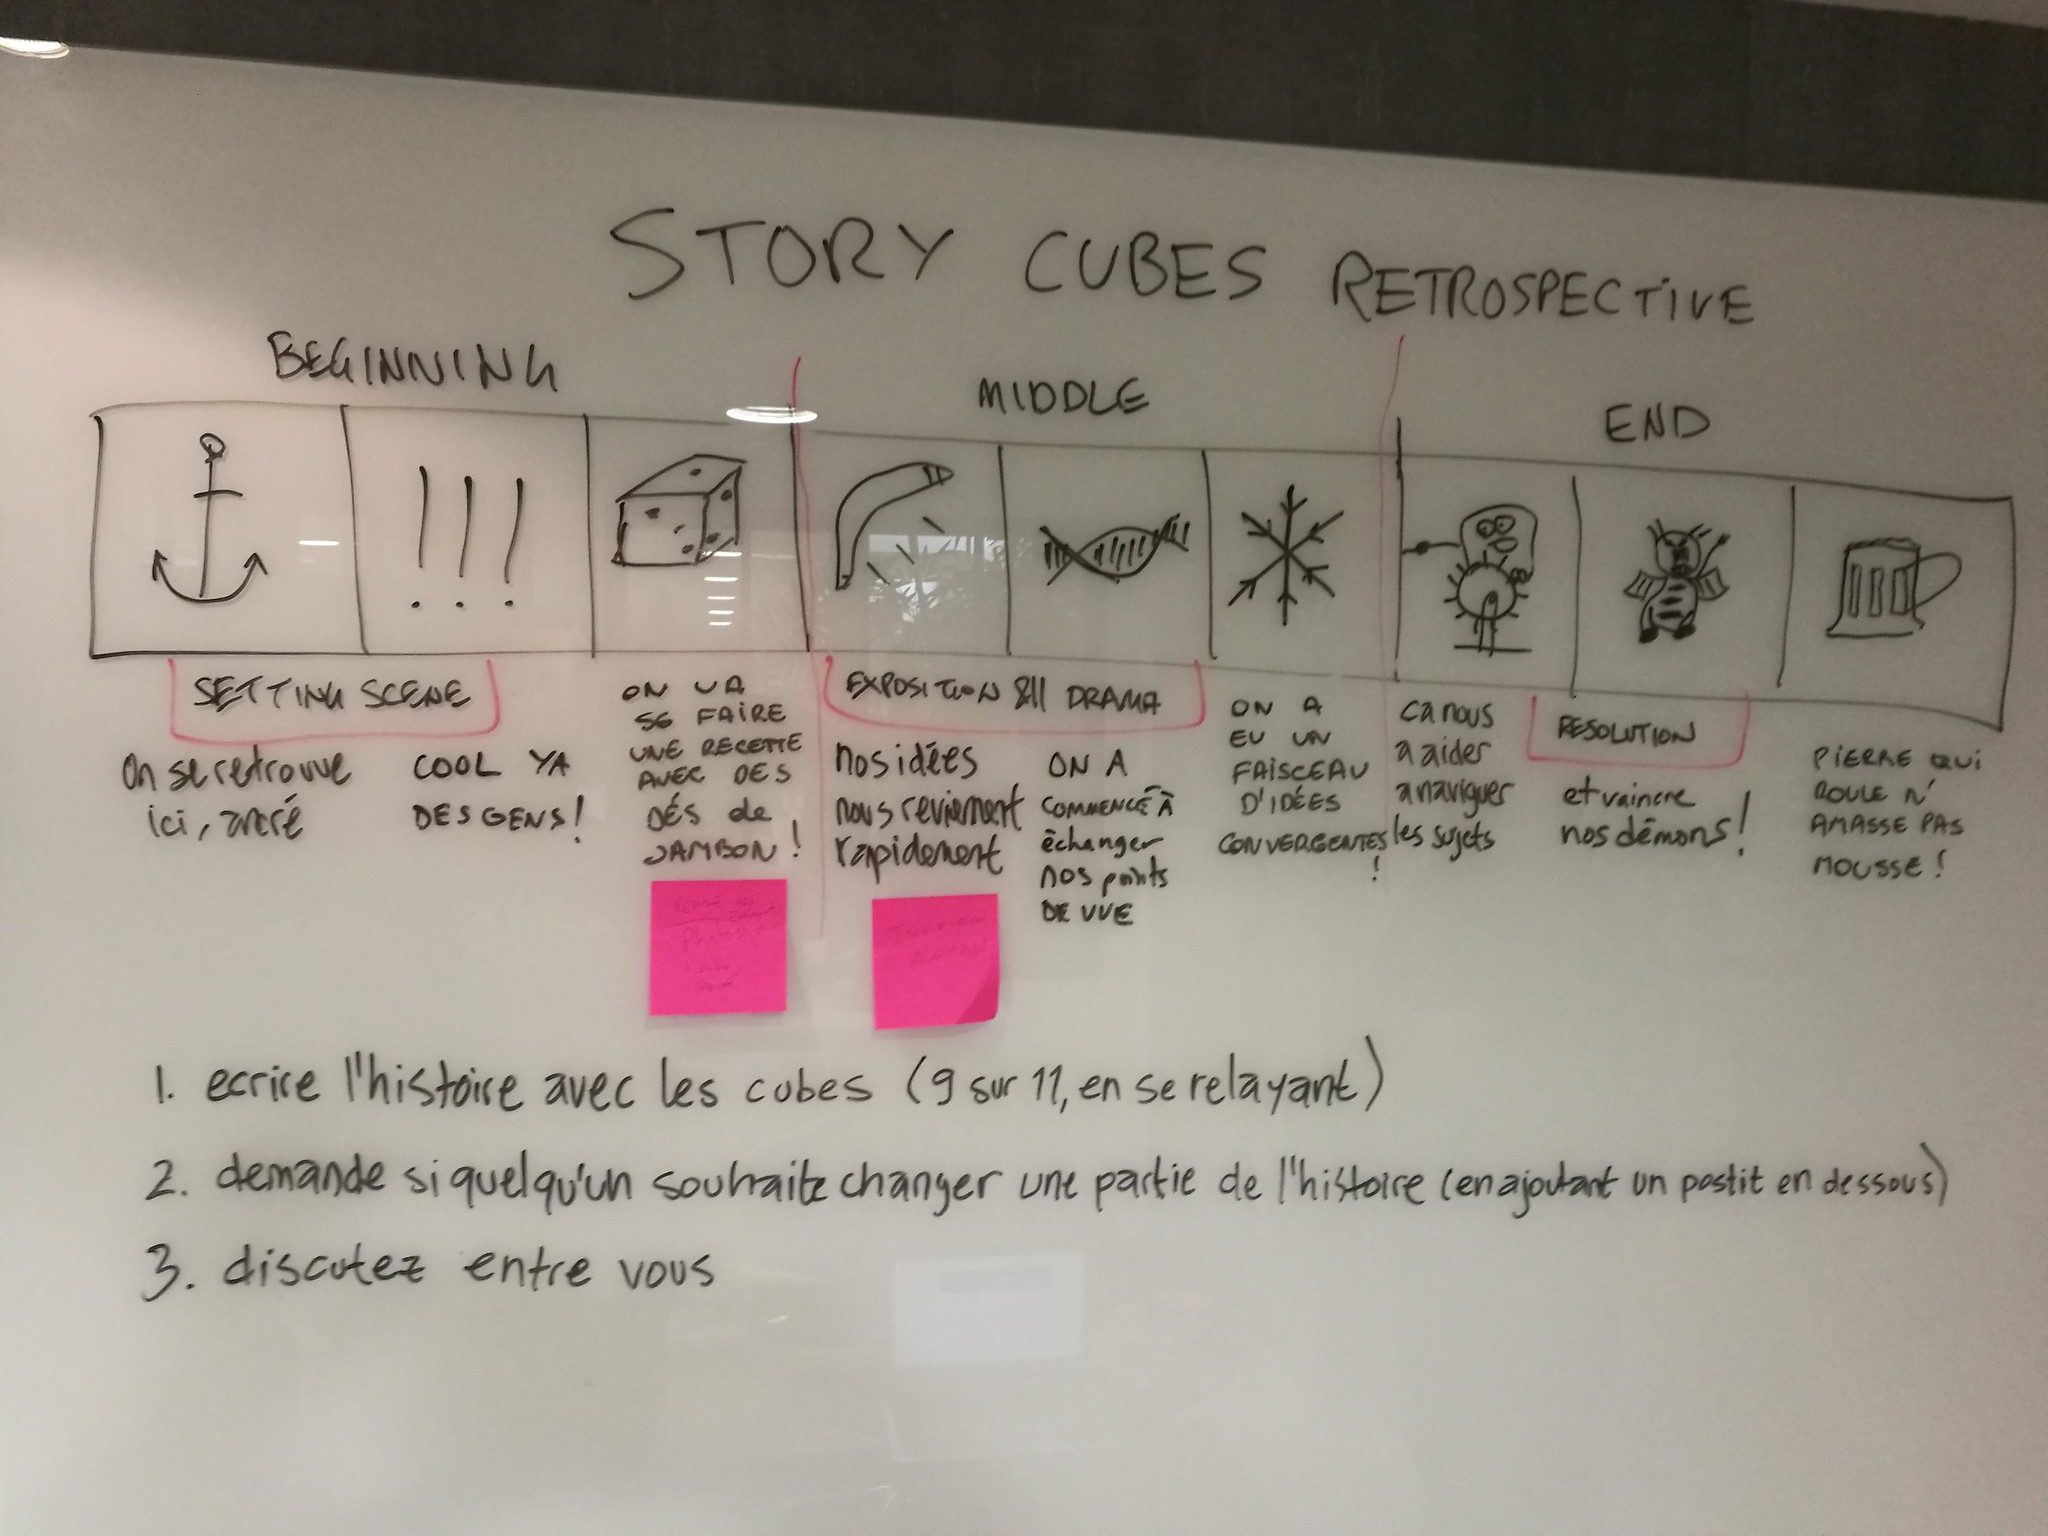 STORY CUBES RETROSPECTIVE
BEGINNING
MIDDLE
END
!!!
SETTING SCENE
On se retrouve
ici, ancré
COOL YA
DES GENS!
ON VA
SE FAIRE
UNE RECETTE
AVEC DES
DÉS de
JAMBON!
EXPOSITION &|| DRAMA
nos idées
nous reviennent
rapidement
ON A
COMMENCÉ À
échanger
nos points
DE VUE
ON A
EU UN
FAISCEAU
D'IDÉES
CONVERGENTES
!
ca nous
a aider
a naviguer
les sujets
RESOLUTION
et vaincre
nos démons!
PIERRE QUI
ROULE N'
AMASSE PAS
MOUSSE!
1. ecrire l'histoire avec les cubes (9 sur 11, en se relayant)
2. demande si quelqu'un souhaite changer une partie de l'histoire (en ajoutant un postit en dessous)
3. discutez entre vous